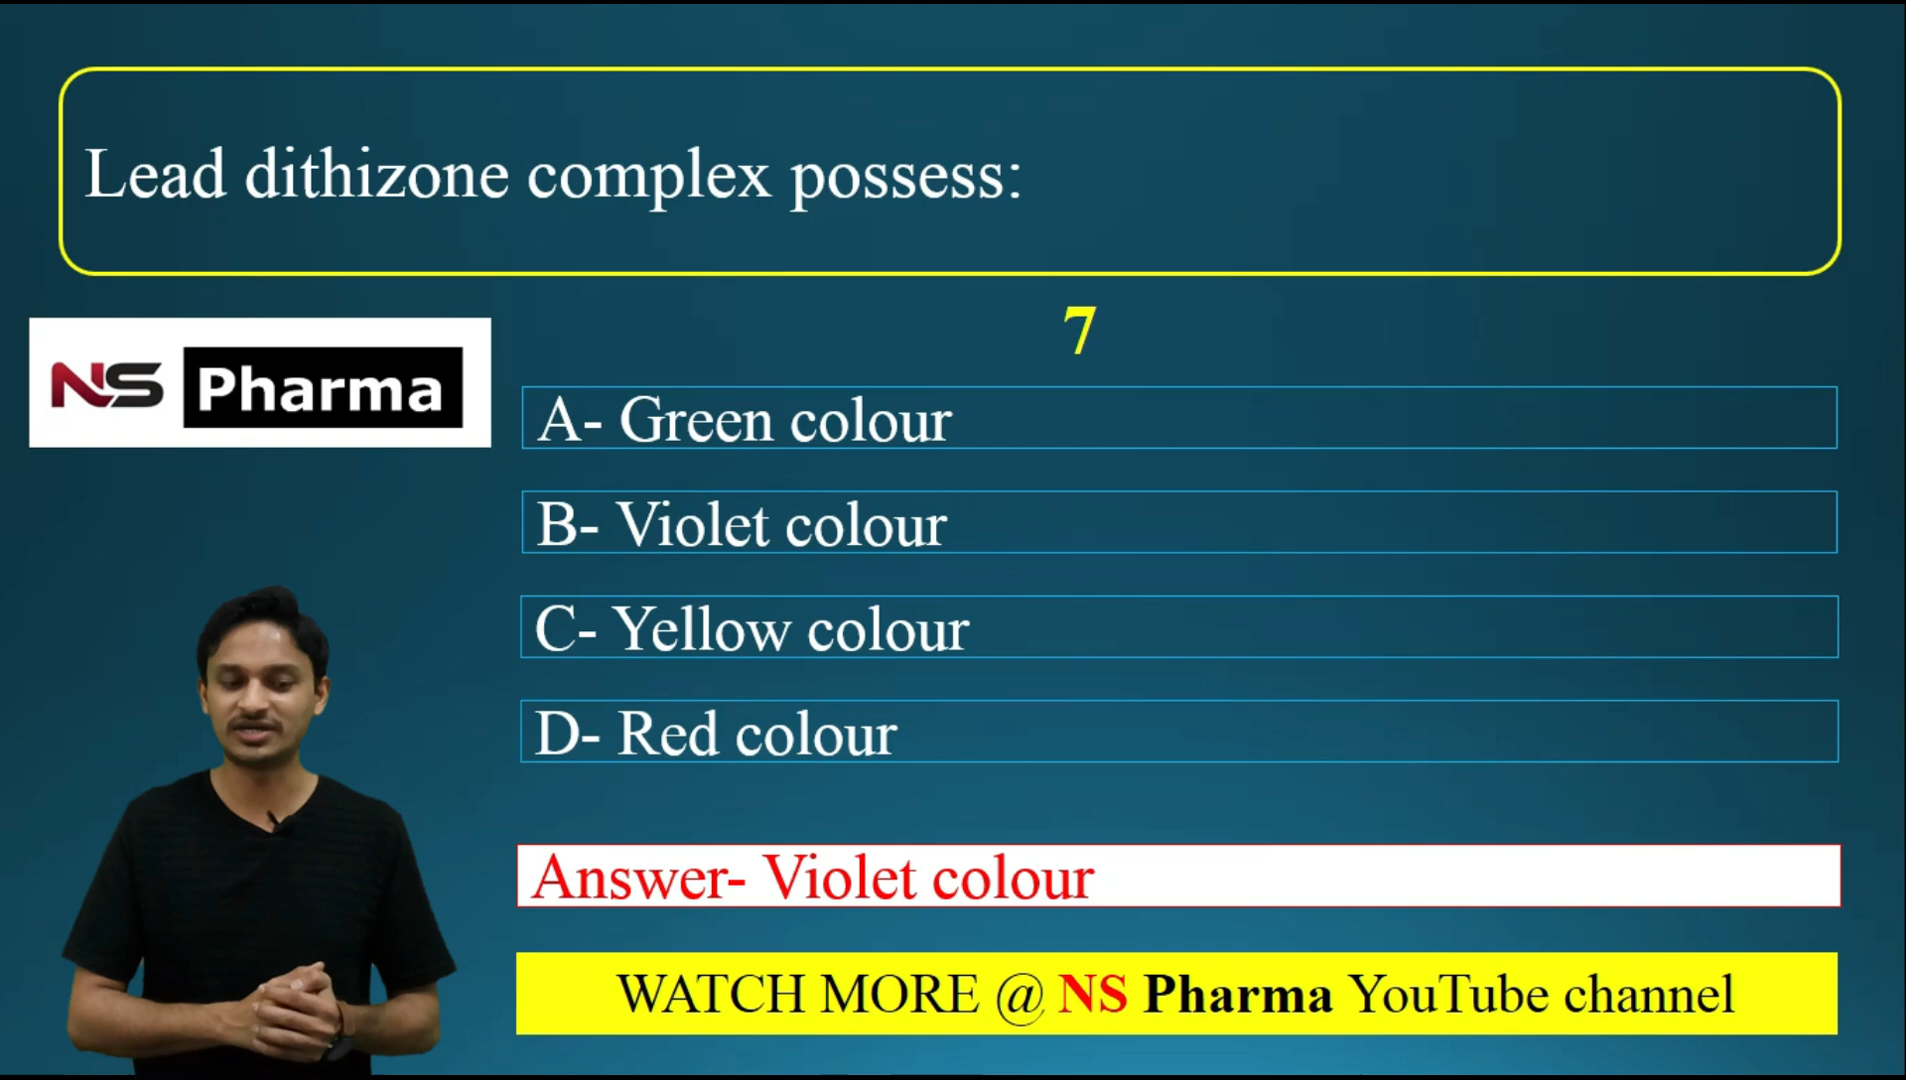 Lead dithizone complex possess:
7
NS Pharma
A- Green colour
B- Violet colour
C- Yellow colour
D- Red colour
Answer- Violet colour
WATCH MORE @ NS Pharma YouTube channel